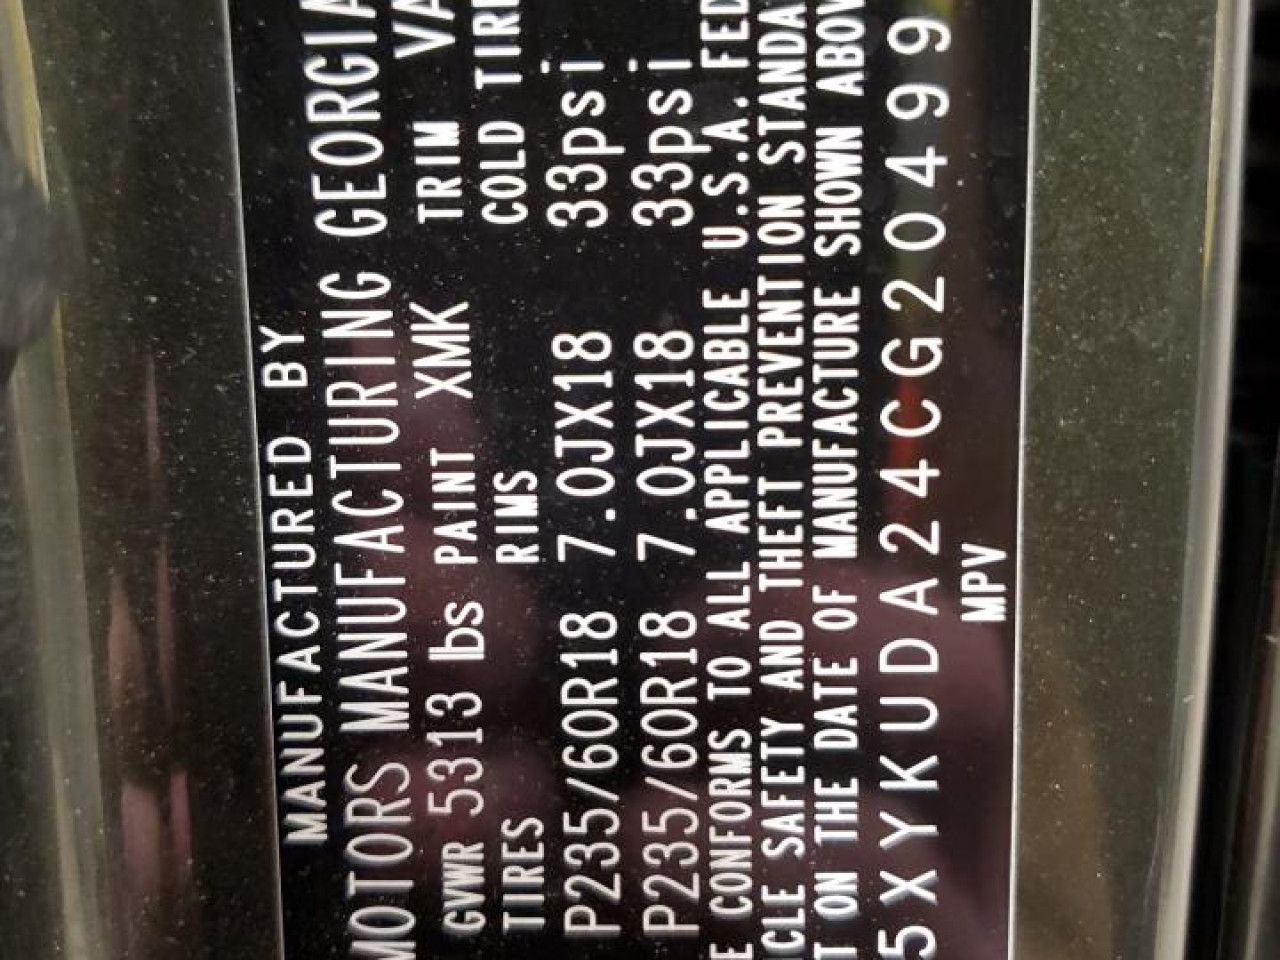 MANUFACTURED BY
MOTORS MANUFACTURING GEORGIA
GVWR 5313 lbs PAINT XMK TRIM VA
TIRES RIMS COLD TIRE
P235/60R18 7.0JX18 33psi
P235/60R18 7.0JX18 33psi
E CONFORMS TO ALL APPLICABLE U.S.A. FED
ICLE SAFETY AND THEFT PREVENTION STANDA
T ON THE DATE OF MANUFACTURE SHOWN ABOV
5XYKUDA24CG20499
MPV